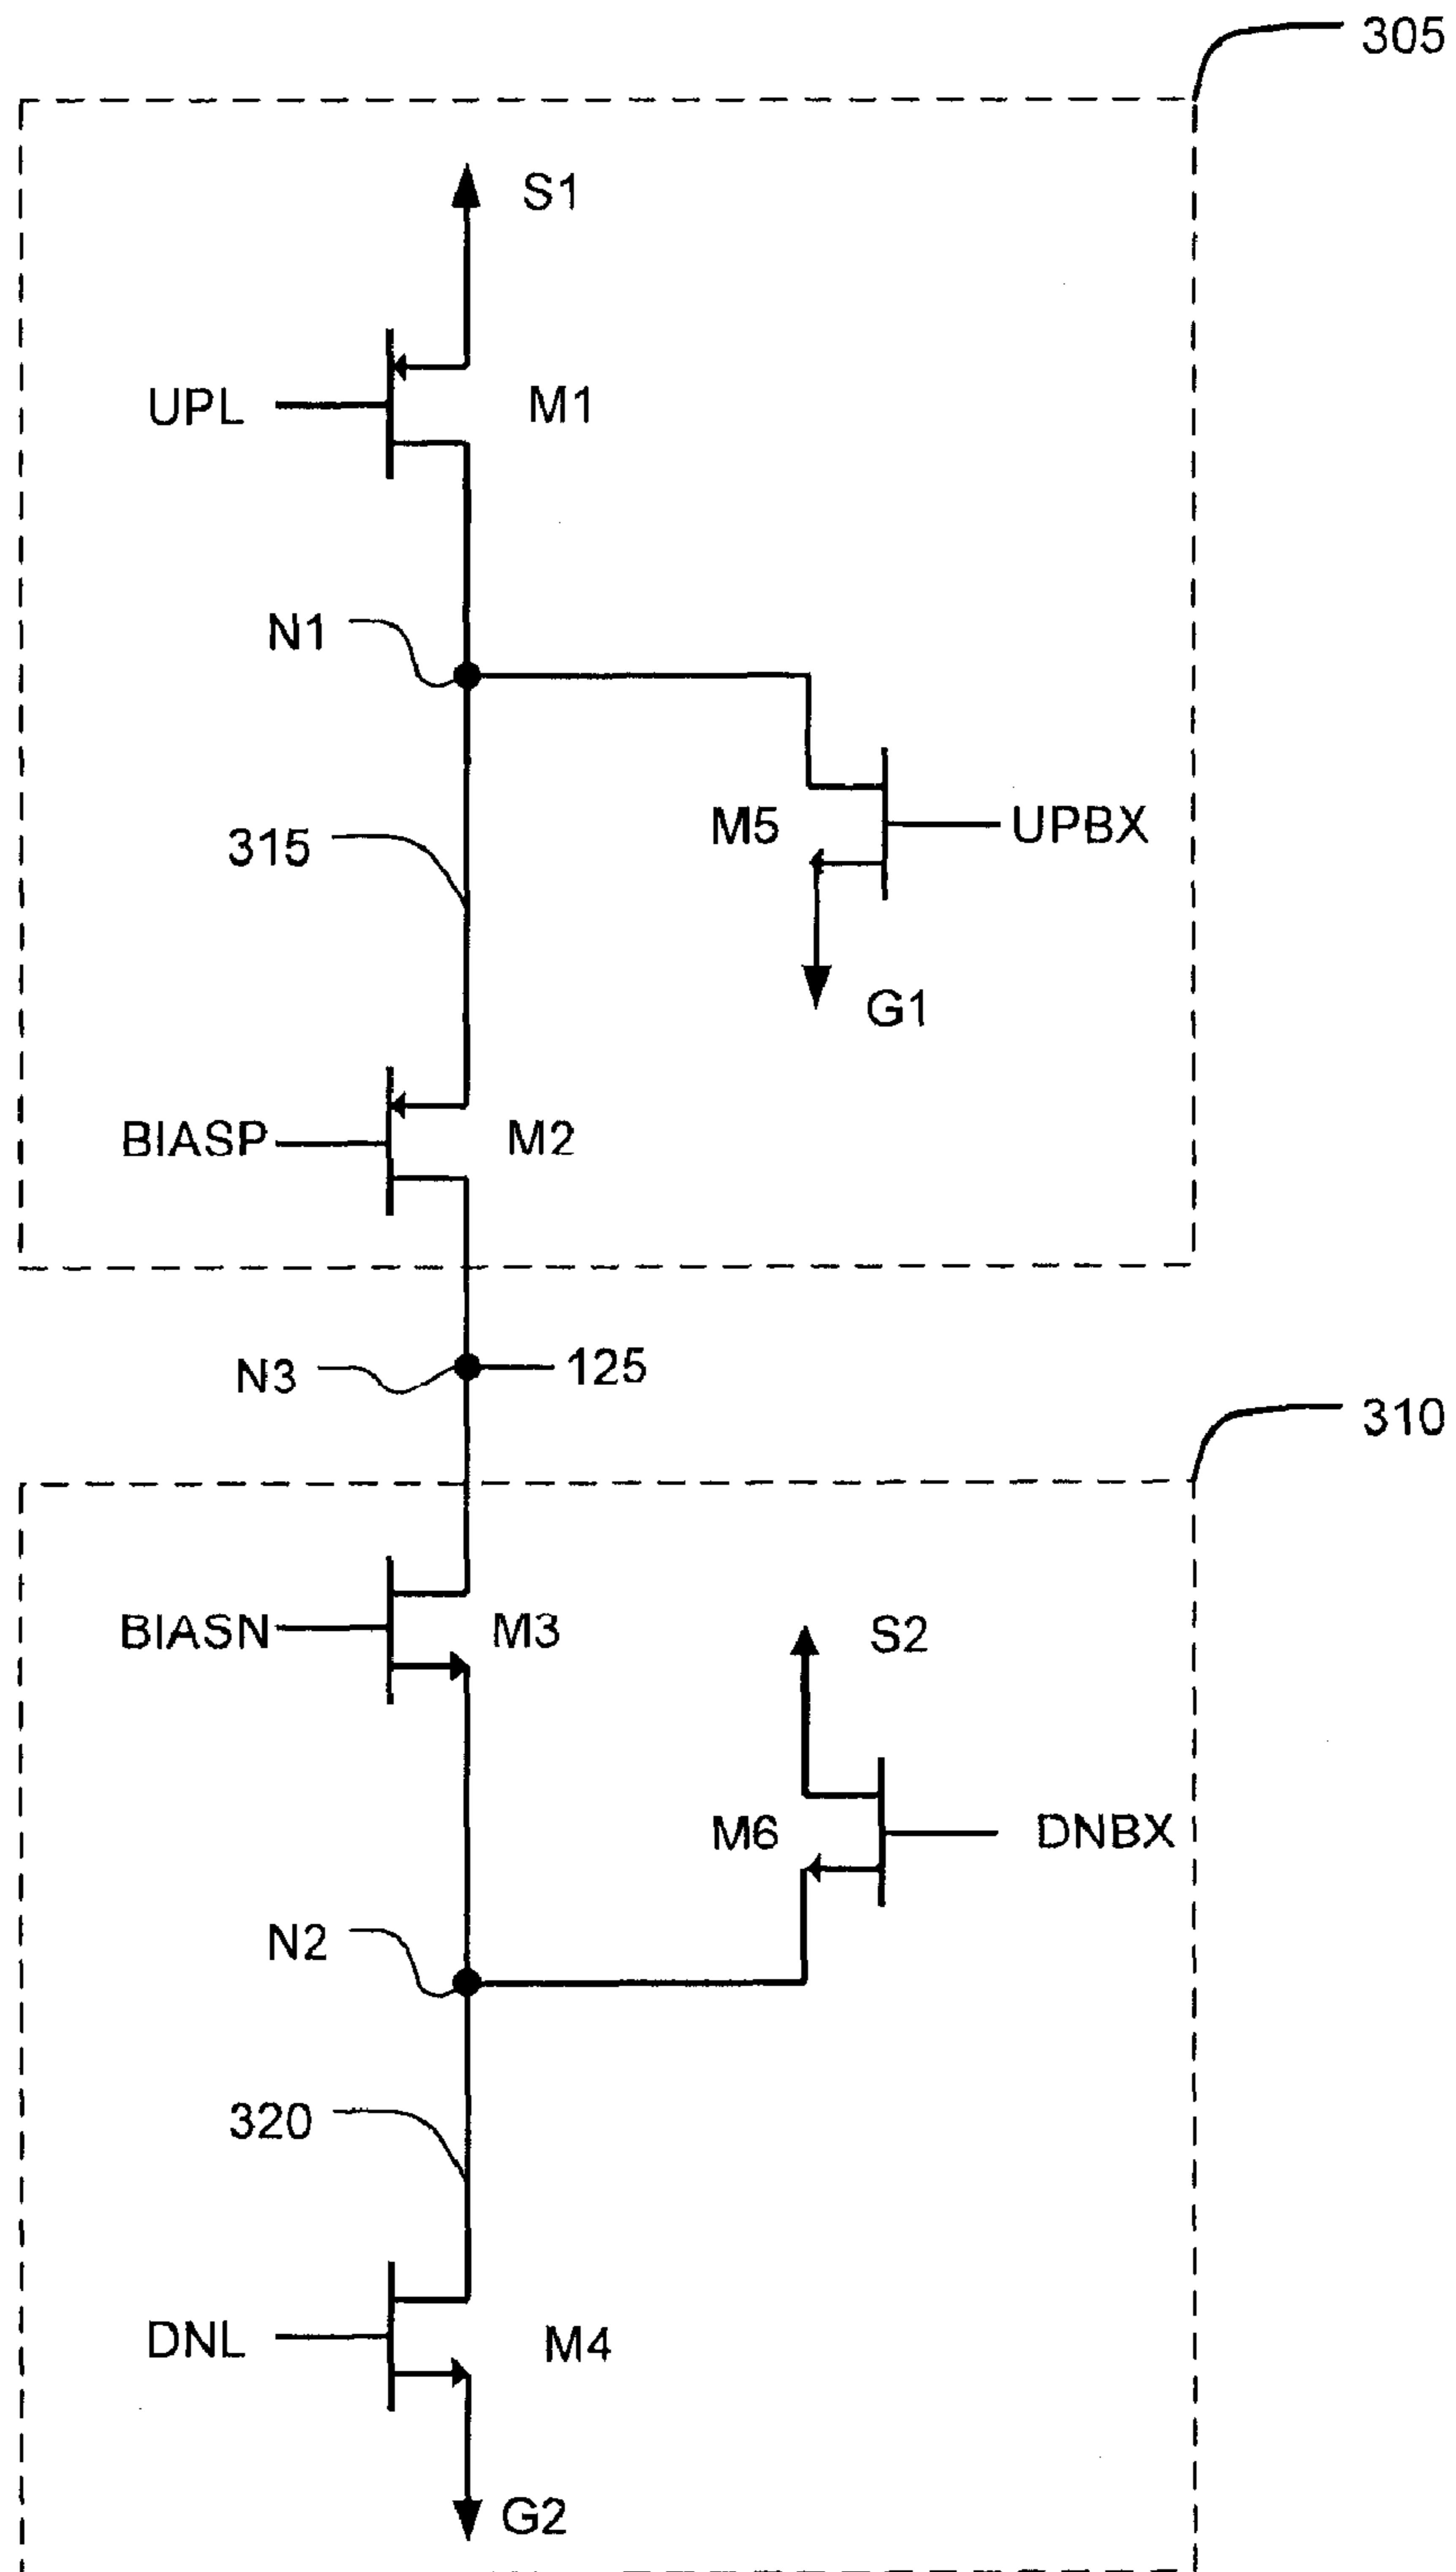 305
S1
UPL
M1
N1
M5
UPBX
315
G1
BIASP
M2
N3
125
310
BIASN
M3
S2
M6
DNBX
N2
320
DNL
M4
G2